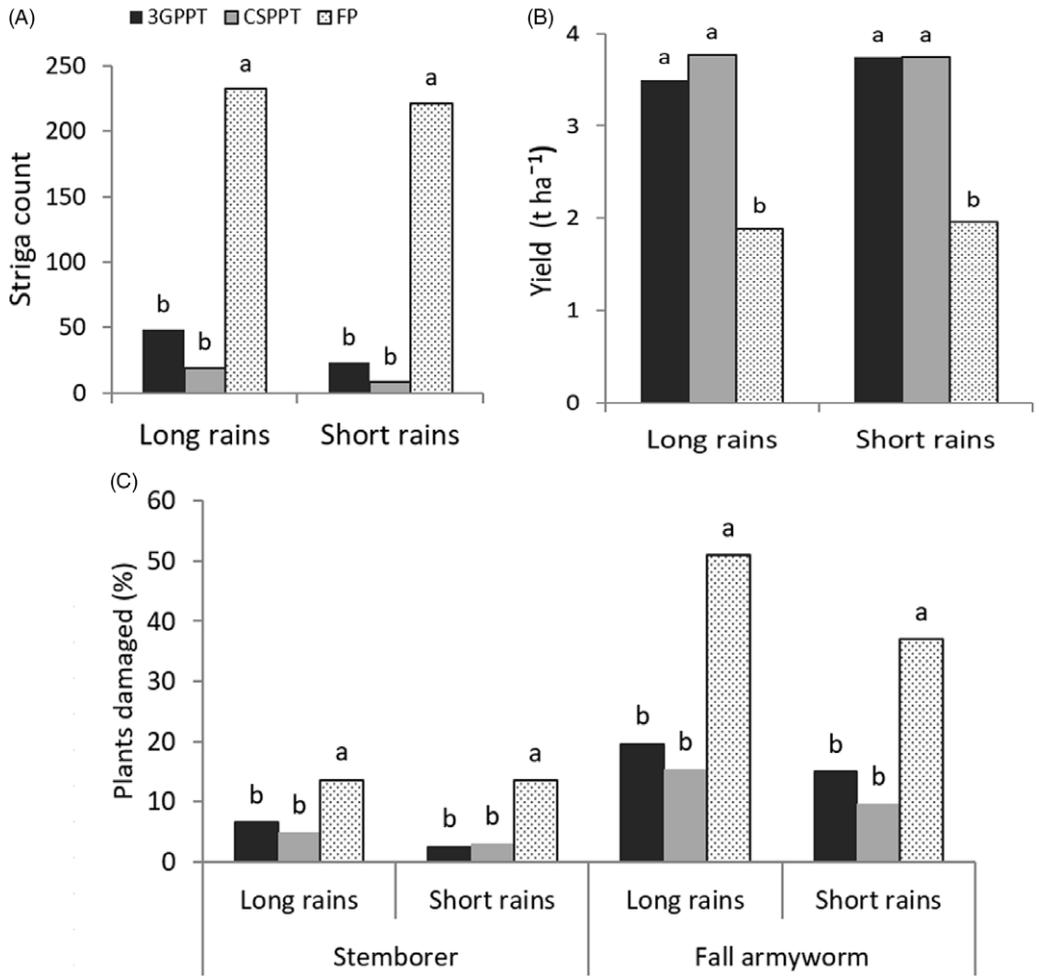 (A)
3GPPT CSPPT FP
250
200
150
100
50
0
Striga count
b
b
a
b
b
a
Long rains Short rains
(B)
4
3
2
1
0
Yield (t ha⁻¹)
a
a
b
a
a
b
Long rains Short rains
(C)
60
50
40
30
20
10
0
Plants damaged (%)
b
b
a
b
b
a
b
b
a
b
b
a
Long rains Short rains Long rains Short rains
Stemborer Fall armyworm